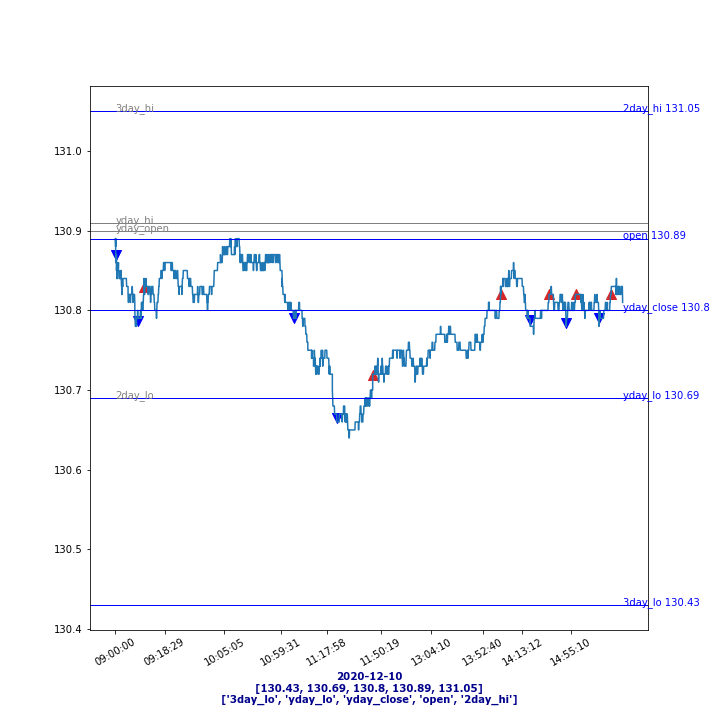 3day_hi
2day_hi 131.05
131.0
yday_hi
yday_open
130.9
open 130.89
130.8
yday_close 130.8
130.7
2day_lo
yday_lo 130.69
130.6
130.5
3day_lo 130.43
130.4
09:00:00 09:18:29 10:05:05 10:59:31 11:17:58 11:50:19 13:04:10 13:52:40 14:13:12 14:55:10
2020-12-10
[130.43, 130.69, 130.8, 130.89, 131.05]
['3day_lo', 'yday_lo', 'yday_close', 'open', '2day_hi']